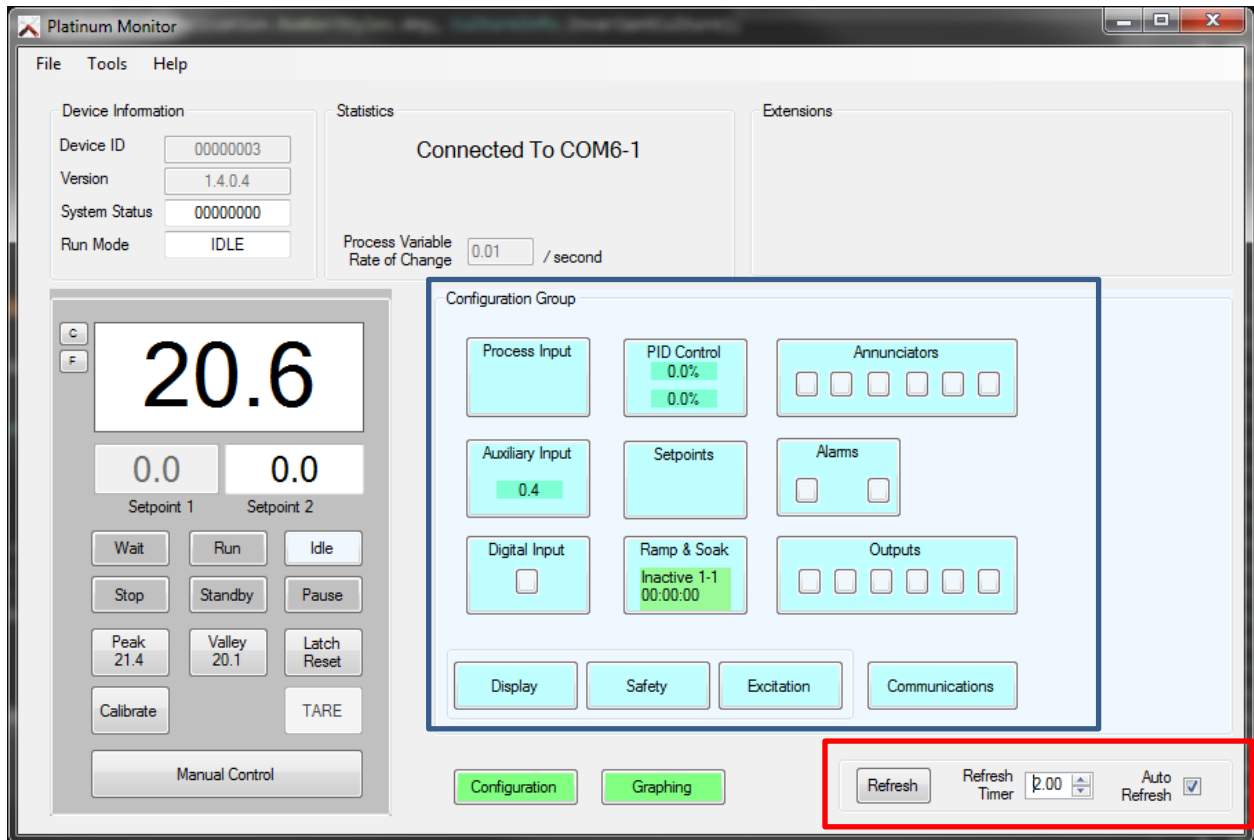 Platinum Monitor
File Tools Help
Device Information
Device ID 00000003
Version 1.4.0.4
System Status 00000000
Run Mode IDLE
Statistics
Connected To COM6-1
Process Variable
Rate of Change 0.01 / second
Extensions
C
F
20.6
0.0 0.0
Setpoint 1 Setpoint 2
Wait Run Idle
Stop Standby Pause
Peak
21.4
Valley
20.1
Latch
Reset
Calibrate TARE
Manual Control
Configuration Group
Process Input
PID Control
0.0%
0.0%
Annunciators
Auxiliary Input
0.4
Setpoints
Alarms
Digital Input
Ramp & Soak
Inactive 1-1
00:00:00
Outputs
Display Safety Excitation Communications
Configuration Graphing
Refresh
Refresh
Timer
2.00
Auto
Refresh